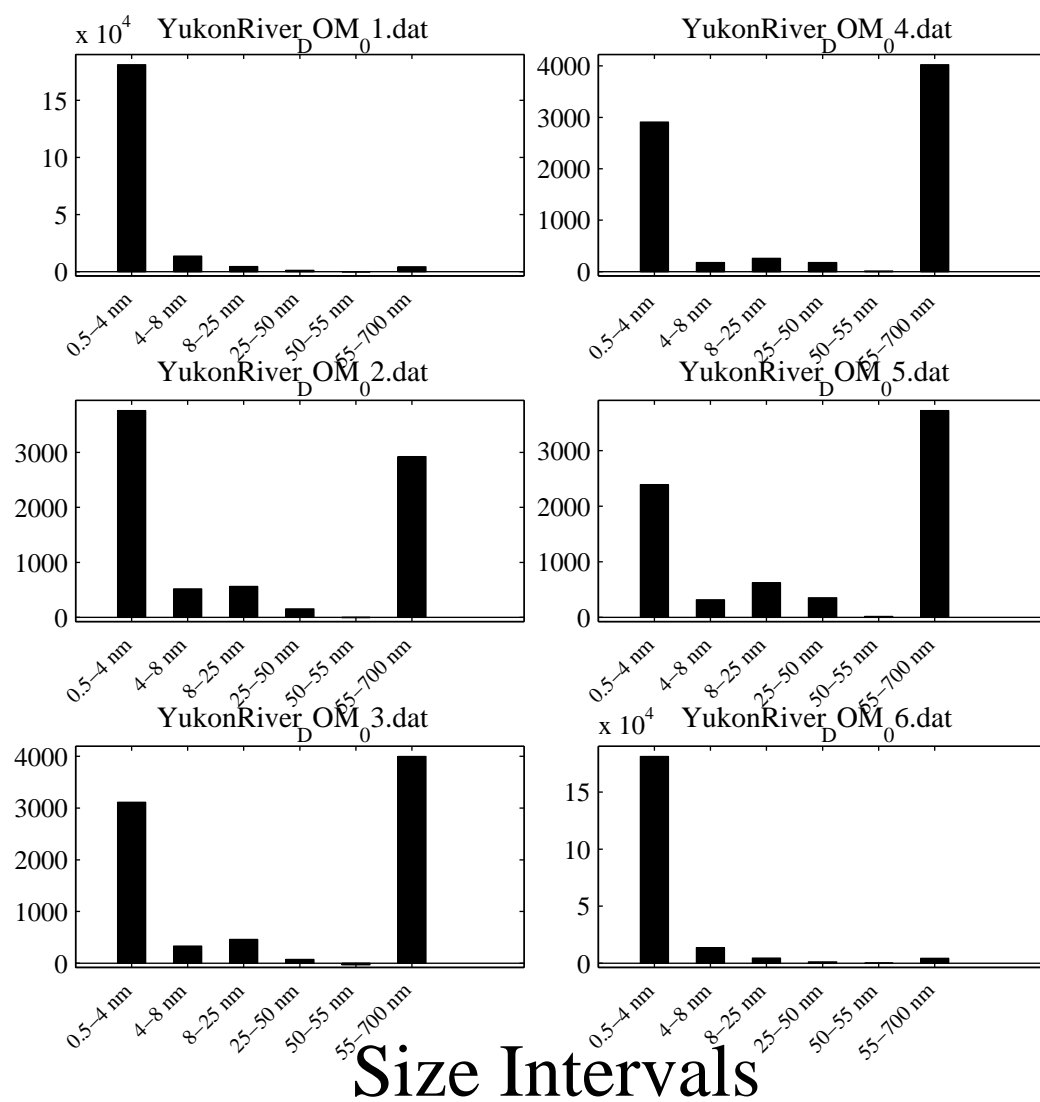 x 10^4 YukonRiver_DOM_01.dat
15
10
5
0
0.5−4 nm 4−8 nm 8−25 nm 25−50 nm 50−55 nm 55−700 nm
YukonRiver_DOM_04.dat
4000
3000
2000
1000
0
0.5−4 nm 4−8 nm 8−25 nm 25−50 nm 50−55 nm 55−700 nm
YukonRiver_DOM_02.dat
3000
2000
1000
0
0.5−4 nm 4−8 nm 8−25 nm 25−50 nm 50−55 nm 55−700 nm
YukonRiver_DOM_05.dat
3000
2000
1000
0
0.5−4 nm 4−8 nm 8−25 nm 25−50 nm 50−55 nm 55−700 nm
YukonRiver_DOM_03.dat
4000
3000
2000
1000
0
0.5−4 nm 4−8 nm 8−25 nm 25−50 nm 50−55 nm 55−700 nm
x 10^4 YukonRiver_DOM_06.dat
15
10
5
0
0.5−4 nm 4−8 nm 8−25 nm 25−50 nm 50−55 nm 55−700 nm
Size Intervals